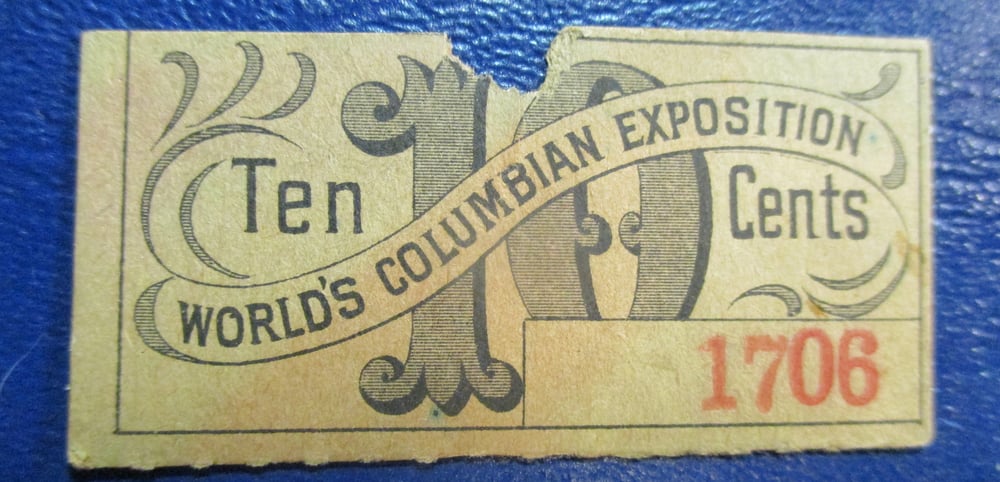 Ten 10 Cents
WORLD'S COLUMBIAN EXPOSITION
1706